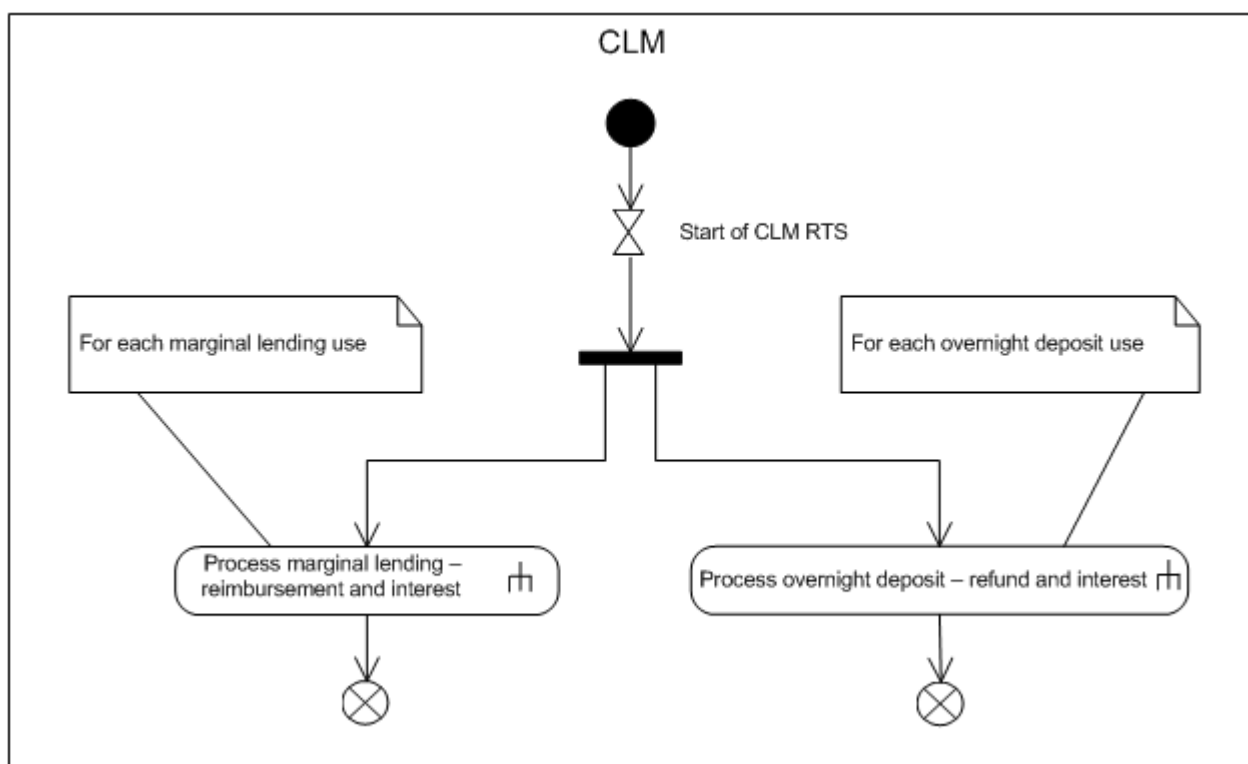 CLM
Start of CLM RTS
For each marginal lending use
For each overnight deposit use
Process marginal lending –
reimbursement and interest
Process overnight deposit – refund and interest